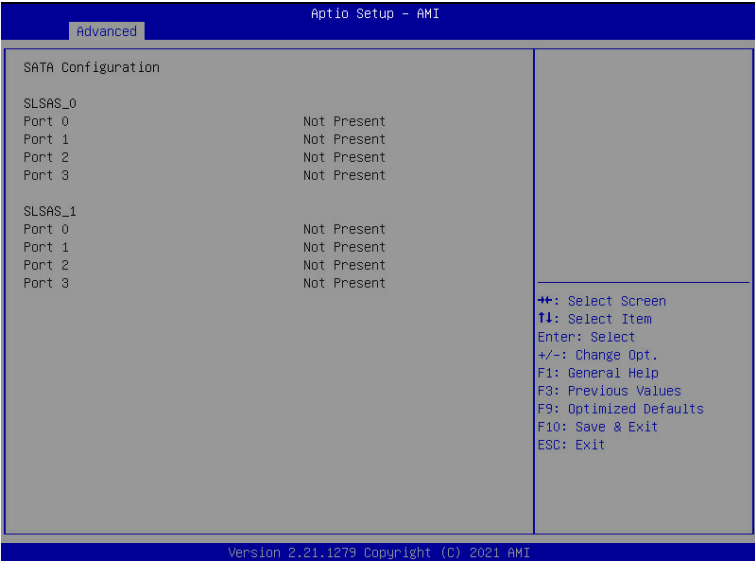 Aptio Setup – AMI
Advanced
SATA Configuration
SLSAS_0
Port 0 Not Present
Port 1 Not Present
Port 2 Not Present
Port 3 Not Present
SLSAS_1
Port 0 Not Present
Port 1 Not Present
Port 2 Not Present
Port 3 Not Present
→←: Select Screen
↑↓: Select Item
Enter: Select
+/-: Change Opt.
F1: General Help
F3: Previous Values
F9: Optimized Defaults
F10: Save & Exit
ESC: Exit
Version 2.21.1279 Copyright (C) 2021 AMI